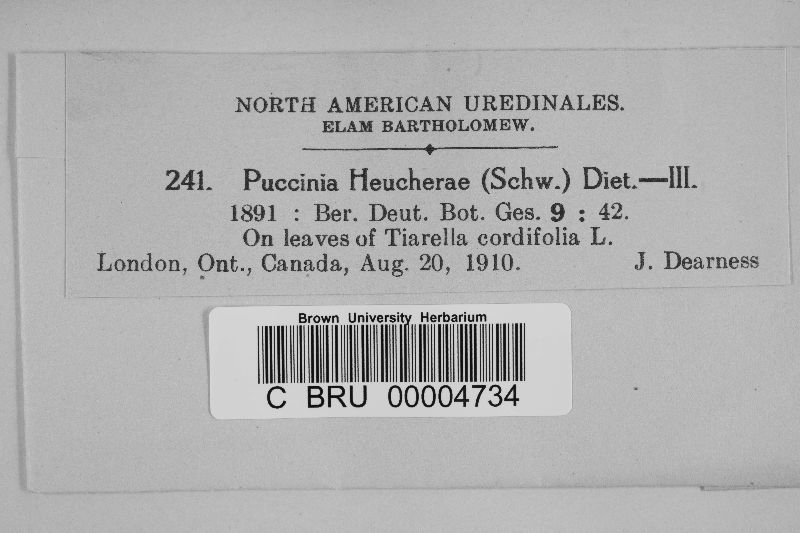 NORTH AMERICAN UREDINALES.
ELAM BARTHOLOMEW.
241. Puccinia Heucherae (Schw.) Diet.—III.
1891 : Ber. Deut. Bot. Ges. 9 : 42.
On leaves of Tiarella cordifolia L.
London, Ont., Canada, Aug. 20, 1910. J. Dearness
Brown University Herbarium
C BRU 00004734